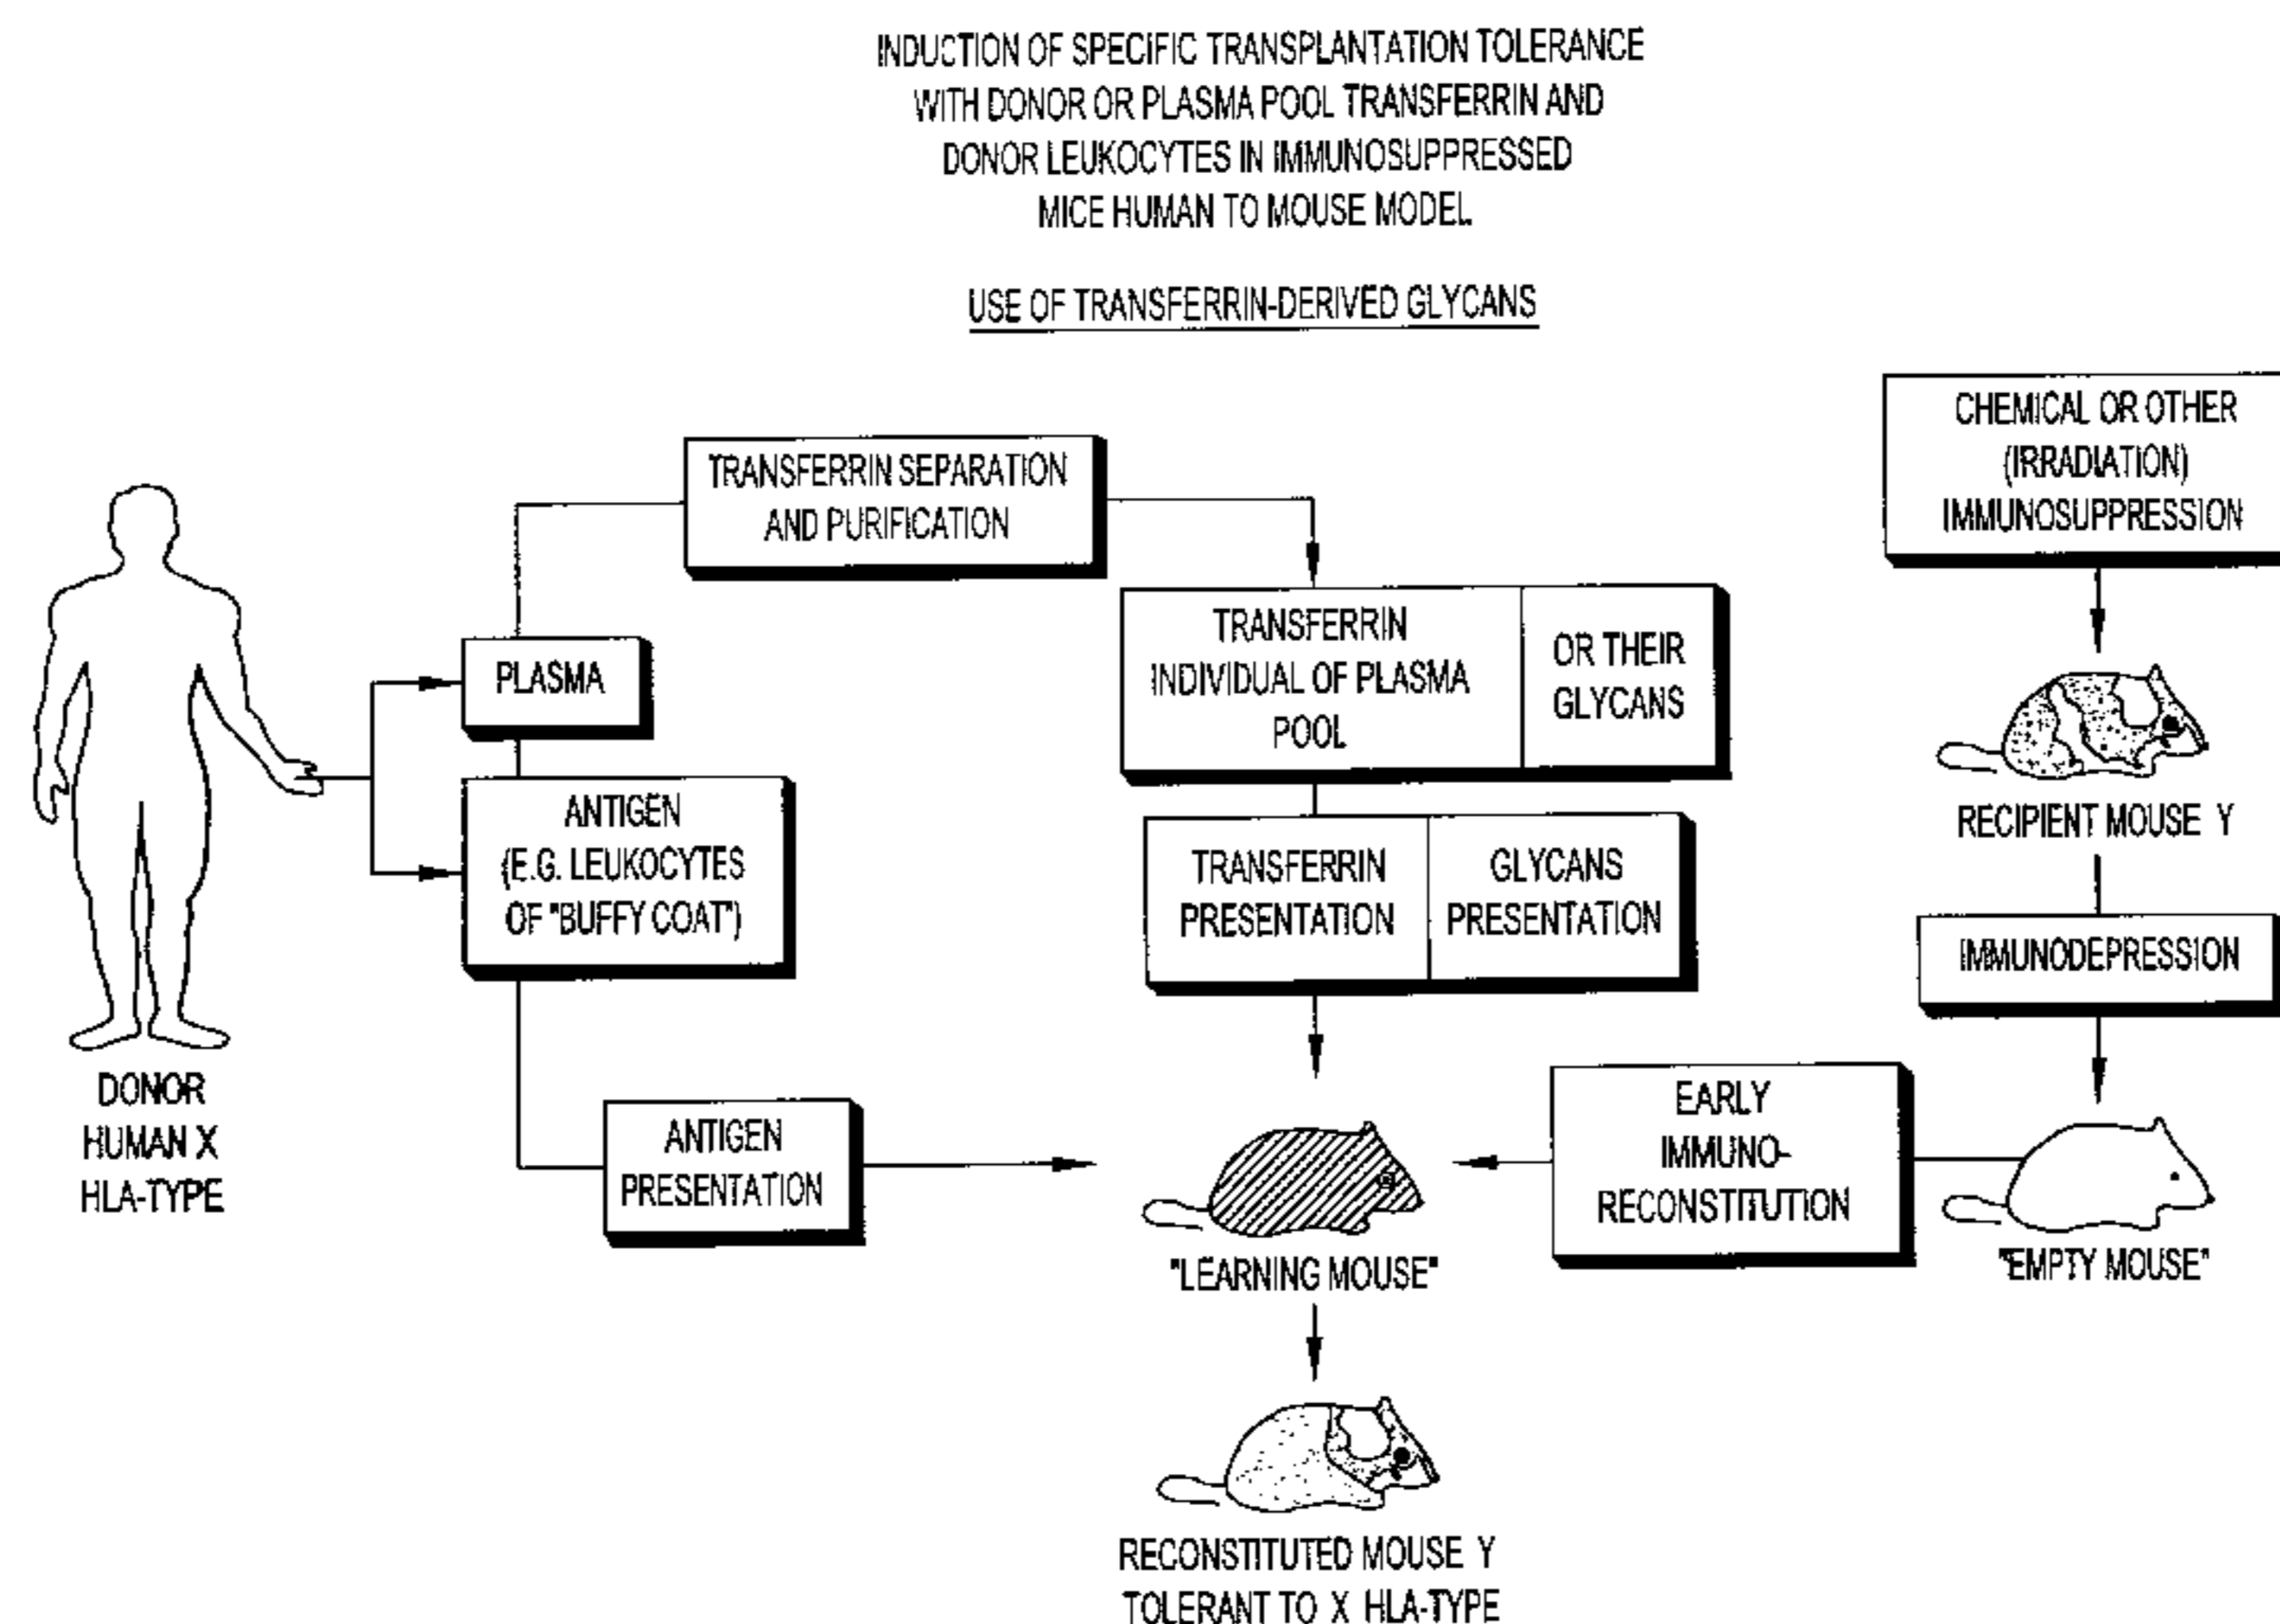 INDUCTION OF SPECIFIC TRANSPLANTATION TOLERANCE
WITH DONOR OR PLASMA POOL TRANSFERRIN AND
DONOR LEUKOCYTES IN IMMUNOSUPPRESSED
MICE HUMAN TO MOUSE MODEL
USE OF TRANSFERRIN-DERIVED GLYCANS
CHEMICAL OR OTHER
(IRRADIATION)
IMMUNOSUPPRESSION
TRANSFERRIN SEPARATION
AND PURIFICATION
PLASMA
TRANSFERRIN
INDIVIDUAL OF PLASMA
POOL
OR THEIR
GLYCANS
ANTIGEN
(E.G. LEUKOCYTES
OF "BUFFY COAT")
TRANSFERRIN
PRESENTATION
GLYCANS
PRESENTATION
RECIPIENT MOUSE Y
IMMUNODEPRESSION
DONOR
HUMAN X
HLA-TYPE
ANTIGEN
PRESENTATION
EARLY
IMMUNO-
RECONSTITUTION
"LEARNING MOUSE"
"EMPTY MOUSE"
RECONSTITUTED MOUSE Y
TOLERANT TO X HLA-TYPE